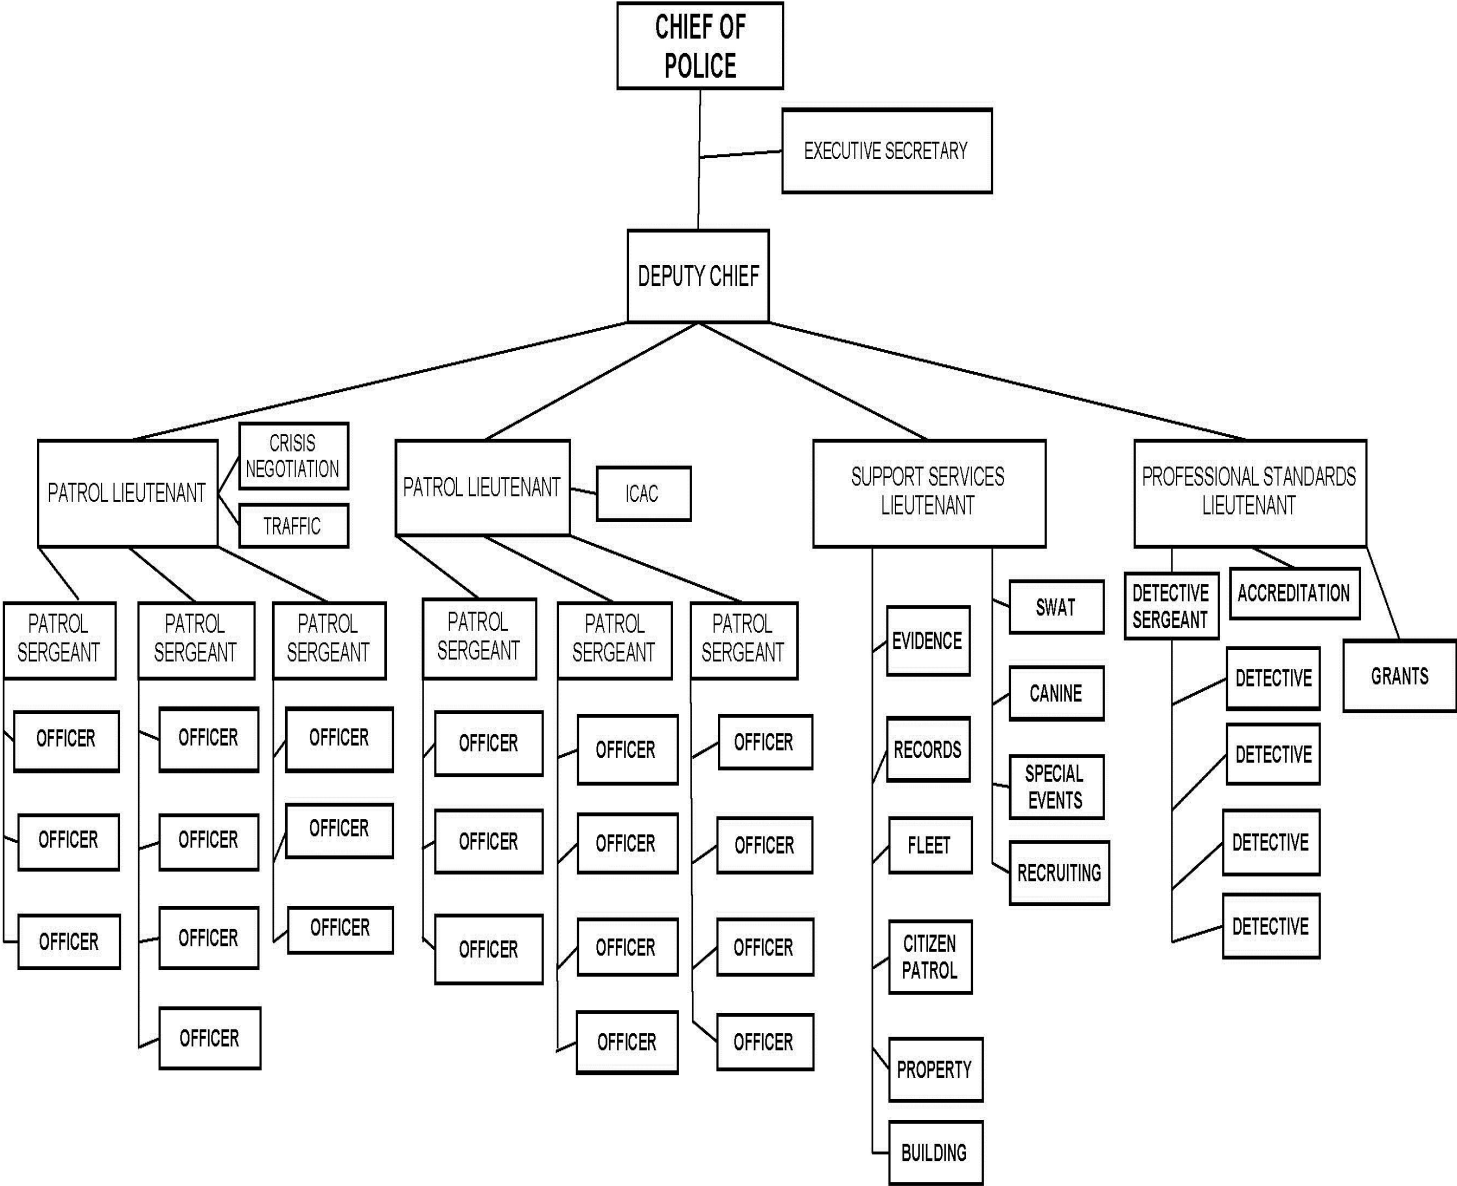 CHIEF OF
POLICE
EXECUTIVE SECRETARY
DEPUTY CHIEF
PATROL LIEUTENANT
CRISIS
NEGOTIATION
TRAFFIC
PATROL LIEUTENANT
ICAC
SUPPORT SERVICES
LIEUTENANT
PROFESSIONAL STANDARDS
LIEUTENANT
PATROL
SERGEANT
OFFICER
OFFICER
OFFICER
PATROL
SERGEANT
OFFICER
OFFICER
OFFICER
OFFICER
PATROL
SERGEANT
OFFICER
OFFICER
OFFICER
PATROL
SERGEANT
OFFICER
OFFICER
OFFICER
PATROL
SERGEANT
OFFICER
OFFICER
OFFICER
OFFICER
PATROL
SERGEANT
OFFICER
OFFICER
OFFICER
OFFICER
EVIDENCE
RECORDS
FLEET
CITIZEN
PATROL
PROPERTY
BUILDING
SWAT
CANINE
SPECIAL
EVENTS
RECRUITING
DETECTIVE
SERGEANT
DETECTIVE
DETECTIVE
DETECTIVE
DETECTIVE
ACCREDITATION
GRANTS